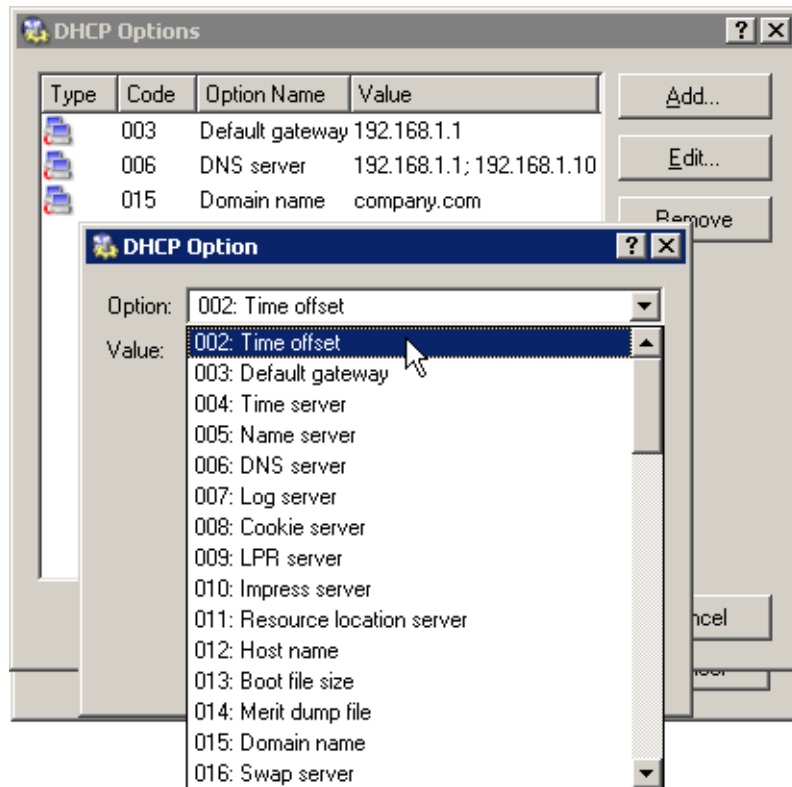 DHCP Options
Type Code Option Name Value
003 Default gateway 192.168.1.1
006 DNS server 192.168.1.1; 192.168.1.10
015 Domain name company.com
Add...
Edit...
Remove
DHCP Option
Option: 002: Time offset
Value:
002: Time offset
003: Default gateway
004: Time server
005: Name server
006: DNS server
007: Log server
008: Cookie server
009: LPR server
010: Impress server
011: Resource location server
012: Host name
013: Boot file size
014: Merit dump file
015: Domain name
016: Swap server
ncel